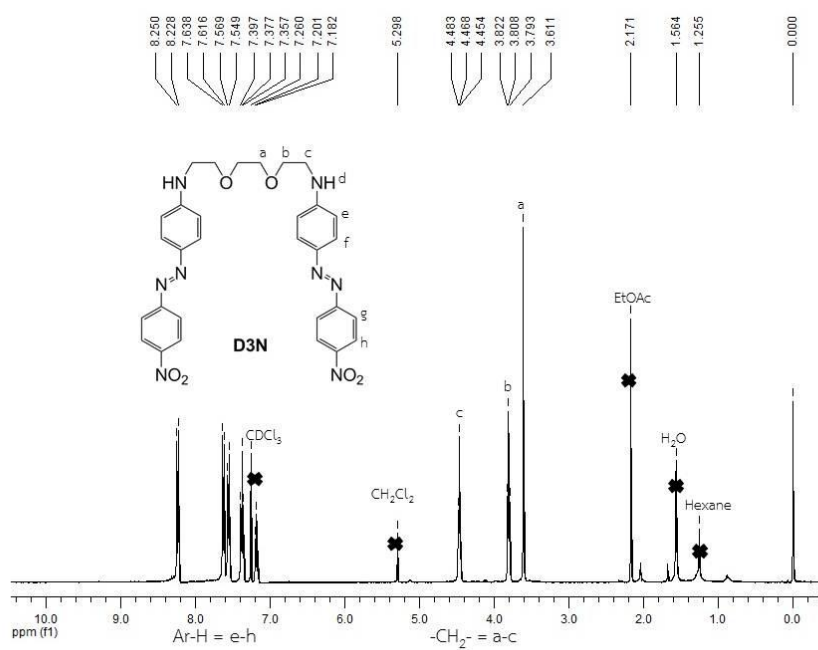 8.250
8.228
7.638
7.616
7.569
7.549
7.397
7.377
7.357
7.260
7.201
7.182
5.298
4.483
4.468
4.454
3.822
3.808
3.793
3.611
2.171
1.564
1.255
0.000
a b c
HN O O NH d
e
f
N=N N=N
g
h
D3N
NO2 NO2
a
EtOAc
b
c
CDCl3
H2O
CH2Cl2
Hexane
10.0 9.0 8.0 7.0 6.0 5.0 4.0 3.0 2.0 1.0 0.0
ppm (f1)
Ar-H = e-h -CH2- = a-c